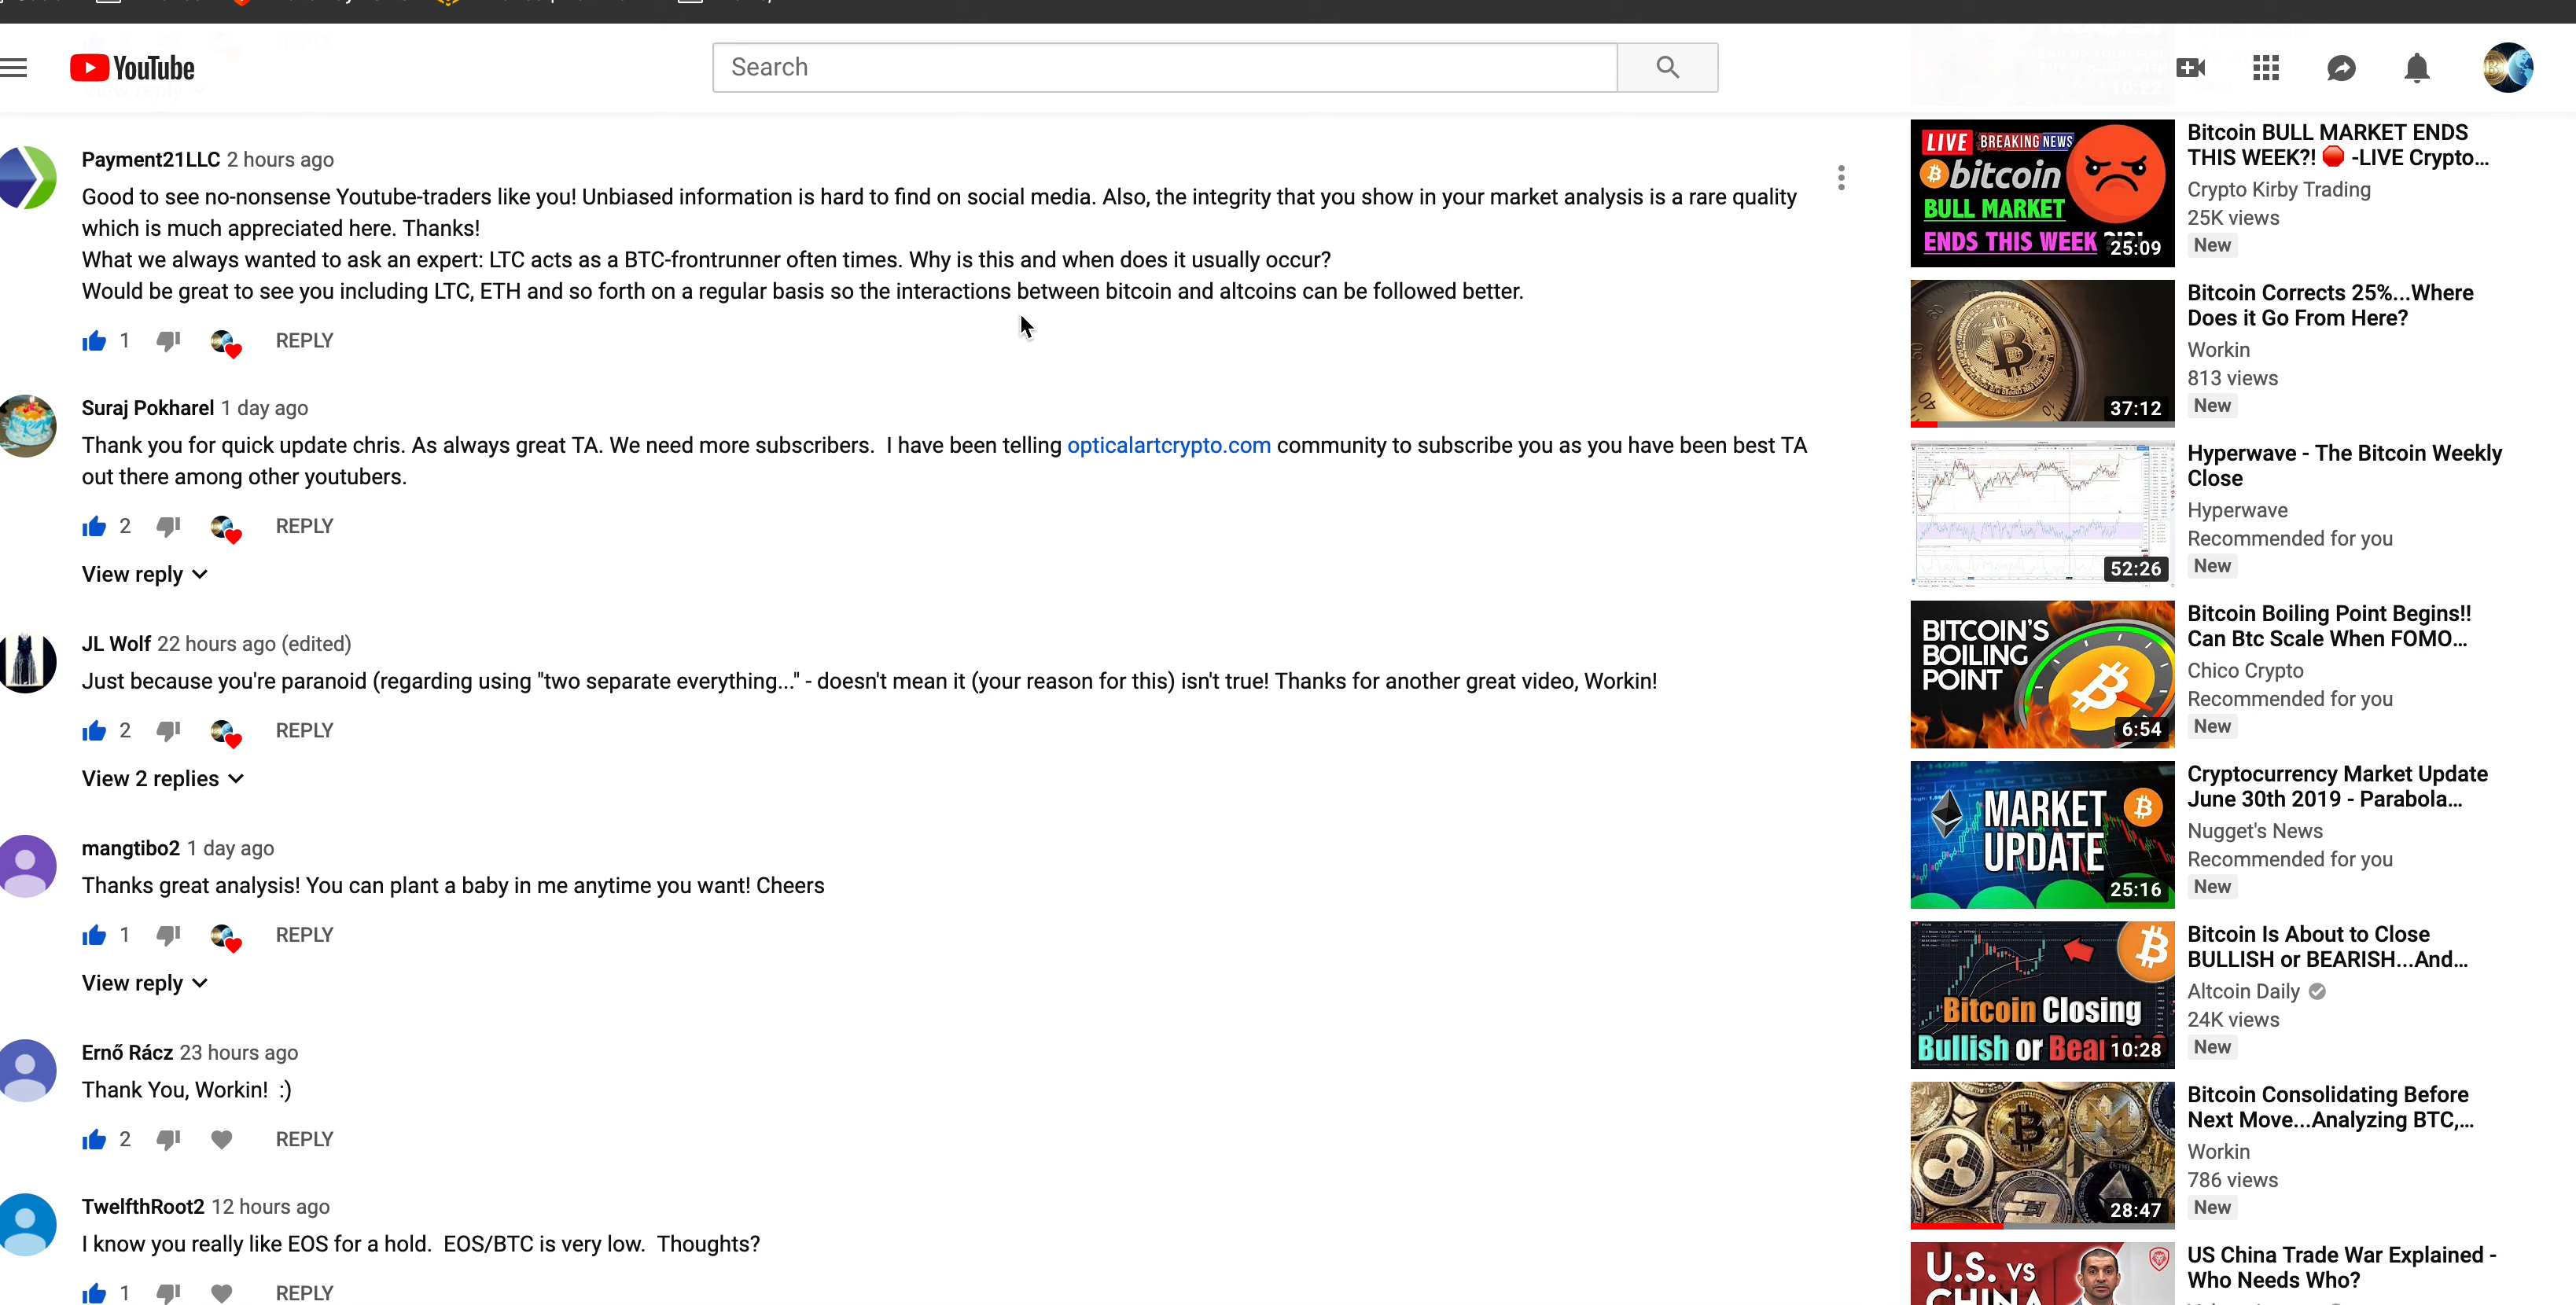 YouTube
Search
Payment21LLC 2 hours ago
Good to see no-nonsense Youtube-traders like you! Unbiased information is hard to find on social media. Also, the integrity that you show in your market analysis is a rare quality
which is much appreciated here. Thanks!
What we always wanted to ask an expert: LTC acts as a BTC-frontrunner often times. Why is this and when does it usually occur?
Would be great to see you including LTC, ETH and so forth on a regular basis so the interactions between bitcoin and altcoins can be followed better.
1 REPLY
Suraj Pokharel 1 day ago
Thank you for quick update chris. As always great TA. We need more subscribers. I have been telling opticalartcrypto.com community to subscribe you as you have been best TA
out there among other youtubers.
2 REPLY
View reply
JL Wolf 22 hours ago (edited)
Just because you're paranoid (regarding using "two separate everything..." - doesn't mean it (your reason for this) isn't true! Thanks for another great video, Workin!
2 REPLY
View 2 replies
mangtibo2 1 day ago
Thanks great analysis! You can plant a baby in me anytime you want! Cheers
1 REPLY
View reply
Ernő Rácz 23 hours ago
Thank You, Workin! :)
2 REPLY
TwelfthRoot2 12 hours ago
I know you really like EOS for a hold. EOS/BTC is very low. Thoughts?
1 REPLY
LIVE BREAKING NEWS
bitcoin
BULL MARKET
ENDS THIS WEEK
25:09
Bitcoin BULL MARKET ENDS
THIS WEEK?! 🛑 -LIVE Crypto...
Crypto Kirby Trading
25K views
New
37:12
Bitcoin Corrects 25%...Where
Does it Go From Here?
Workin
813 views
New
52:26
Hyperwave - The Bitcoin Weekly
Close
Hyperwave
Recommended for you
New
BITCOIN'S
BOILING
POINT
6:54
Bitcoin Boiling Point Begins!!
Can Btc Scale When FOMO...
Chico Crypto
Recommended for you
New
MARKET
UPDATE
25:16
Cryptocurrency Market Update
June 30th 2019 - Parabola...
Nugget's News
Recommended for you
New
Bitcoin Closing
Bullish or Bear
10:28
Bitcoin Is About to Close
BULLISH or BEARISH...And...
Altcoin Daily
24K views
New
28:47
Bitcoin Consolidating Before
Next Move...Analyzing BTC,...
Workin
786 views
New
U.S. VS
CHINA
US China Trade War Explained -
Who Needs Who?